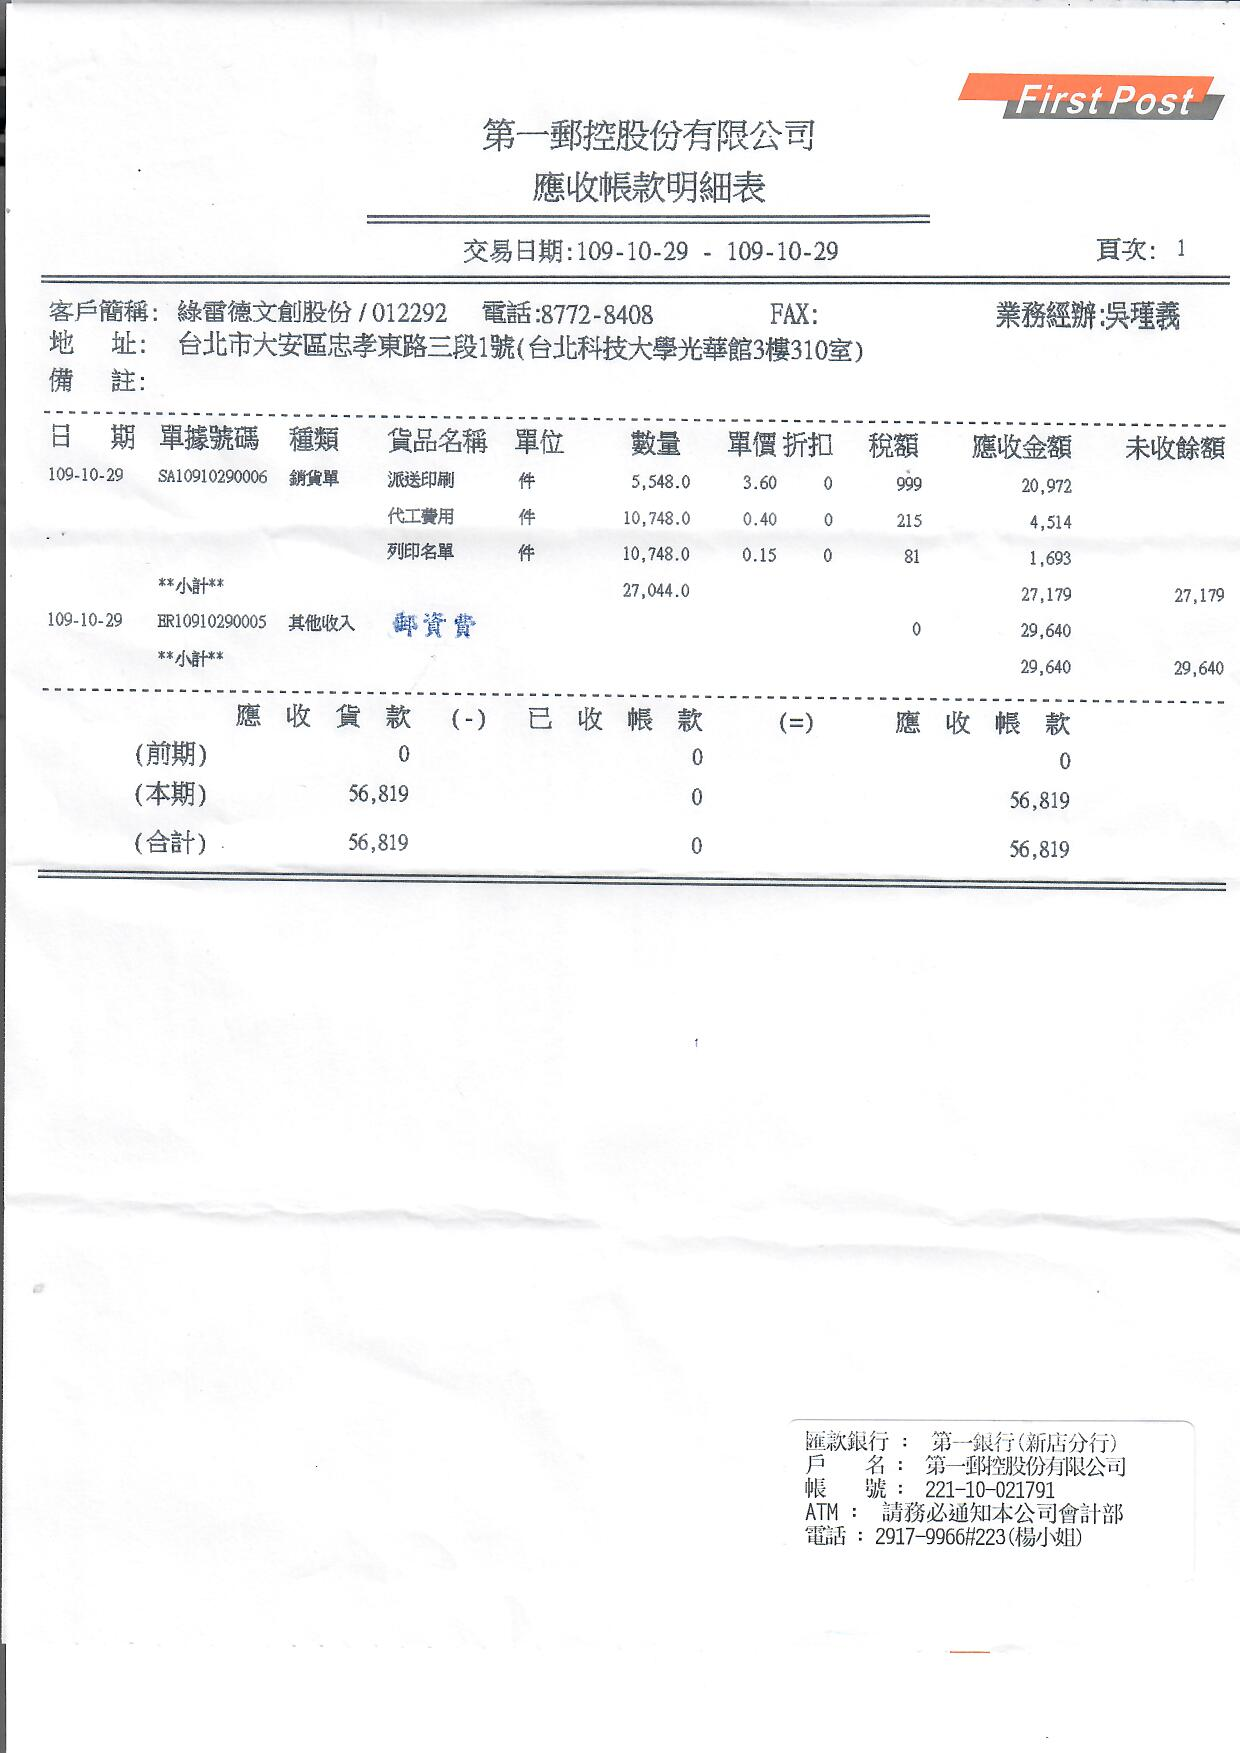 First Post
第一郵控股份有限公司
應收帳款明細表
交易日期:109-10-29 - 109-10-29 頁次: 1
客戶簡稱: 綠雷德文創股份 / 012292 電話:8772-8408 FAX: 業務經辦:吳瑾義
地 址: 台北市大安區忠孝東路三段1號(台北科技大學光華館3樓310室)
備 註:
日 期 單據號碼 種類 貨品名稱 單位 數量 單價 折扣 稅額 應收金額 未收餘額
109-10-29 SA10910290006 銷貨單 派送印刷 件 5,548.0 3.60 0 999 20,972
代工費用 件 10,748.0 0.40 0 215 4,514
列印名單 件 10,748.0 0.15 0 81 1,693
**小計** 27,044.0 27,179 27,179
109-10-29 ER10910290005 其他收入 郵資費 0 29,640
**小計** 29,640 29,640
應 收 貨 款 (-) 已 收 帳 款 (=) 應 收 帳 款
(前期) 0 0 0
(本期) 56,819 0 56,819
(合計) 56,819 0 56,819
匯款銀行 : 第一銀行(新店分行)
戶 名 : 第一郵控股份有限公司
帳 號 : 221-10-021791
ATM : 請務必通知本公司會計部
電話 : 2917-9966#223(楊小姐)